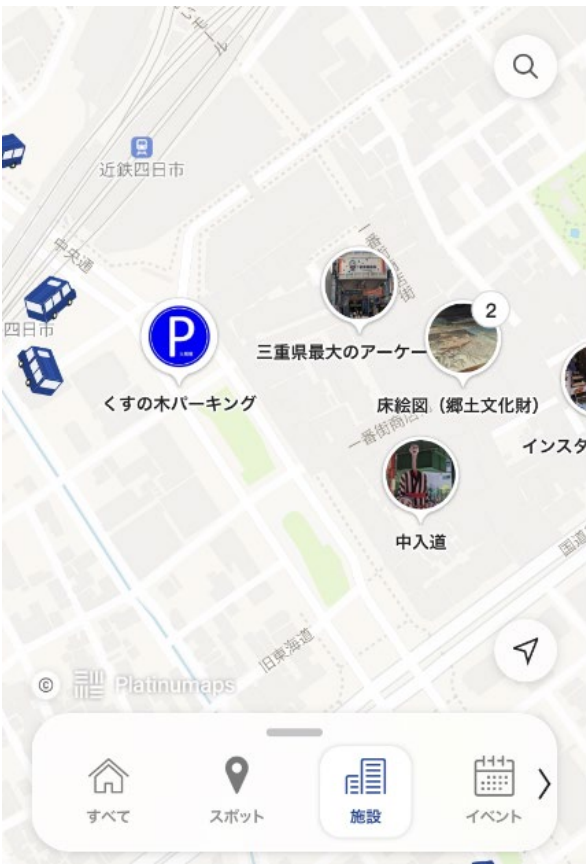 近鉄四日市
中央通
四日市
P
くすの木パーキング
三重県最大のアーケー
2
床絵図（郷土文化財）
一番街商店街
インスタ
中入道
国道
旧東海道
© Platinumaps
すべて
スポット
施設
イベント